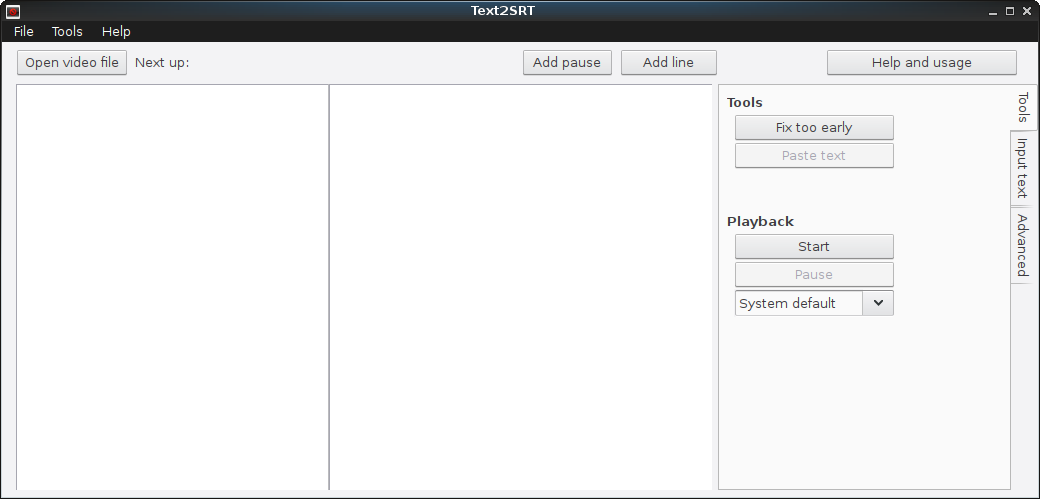 Text2SRT
File Tools Help
Open video file Next up: Add pause Add line Help and usage
Tools
Fix too early
Paste text
Playback
Start
Pause
System default
Tools
Input text
Advanced